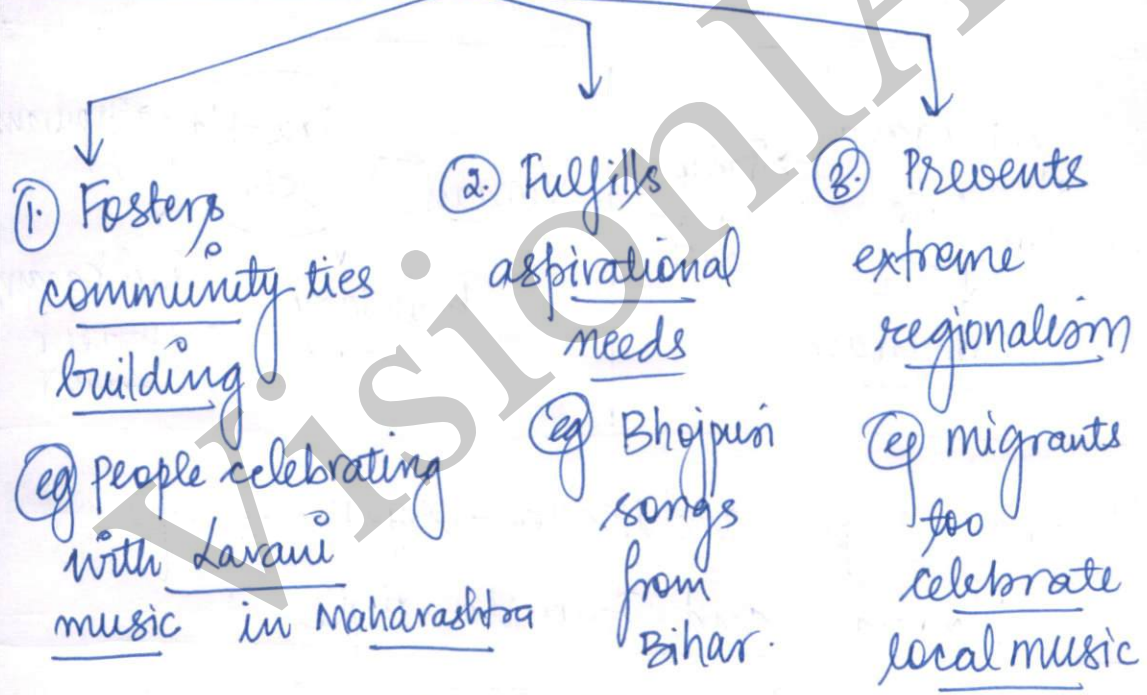 ① Fosters
community ties
building
eg people celebrating
with Lavani
music in Maharashtra
② Fulfills
aspirational
needs
eg Bhojpuri
songs
from
Bihar.
③ Prevents
extreme
regionalism
eg migrants
too
celebrate
local music
VisionIA